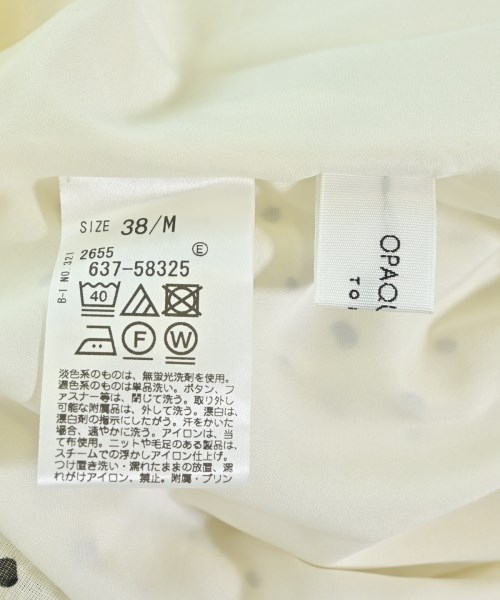 SIZE 38/M
B-T NO 321
2655
E
637-58325
40
F
W
淡色系のものは、無蛍光洗剤を使用。
濃色系のものは単品洗い。ボタン、フ
ァスナー等は、閉じて洗う。取り外し
可能な附属品は、外して洗う。漂白は、
漂白剤の指示にしたがう。汗をかいた
場合、速やかに洗う。アイロンは、当
て布使用。ニットや毛足のある製品は、
スチームでの浮かしアイロン仕上げ。
つけ置き洗い・濡れたままの放置、濡
れがけアイロン、禁止。附属・プリン
OPAQU
TO